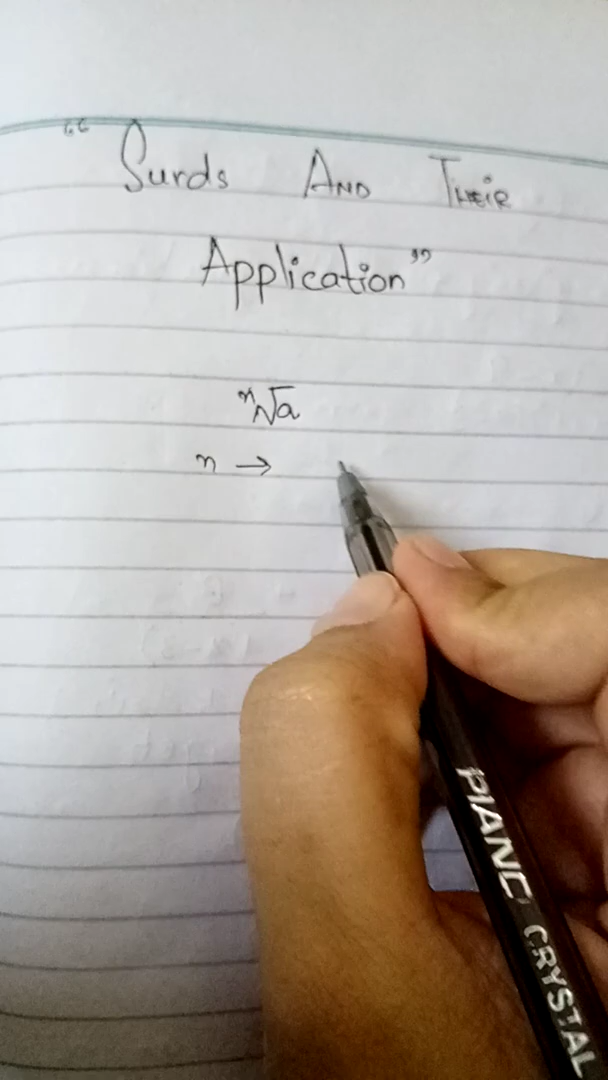 “ Surds AND THEIR
Application ”
ⁿ√a
n →
PIANO CRYSTAL